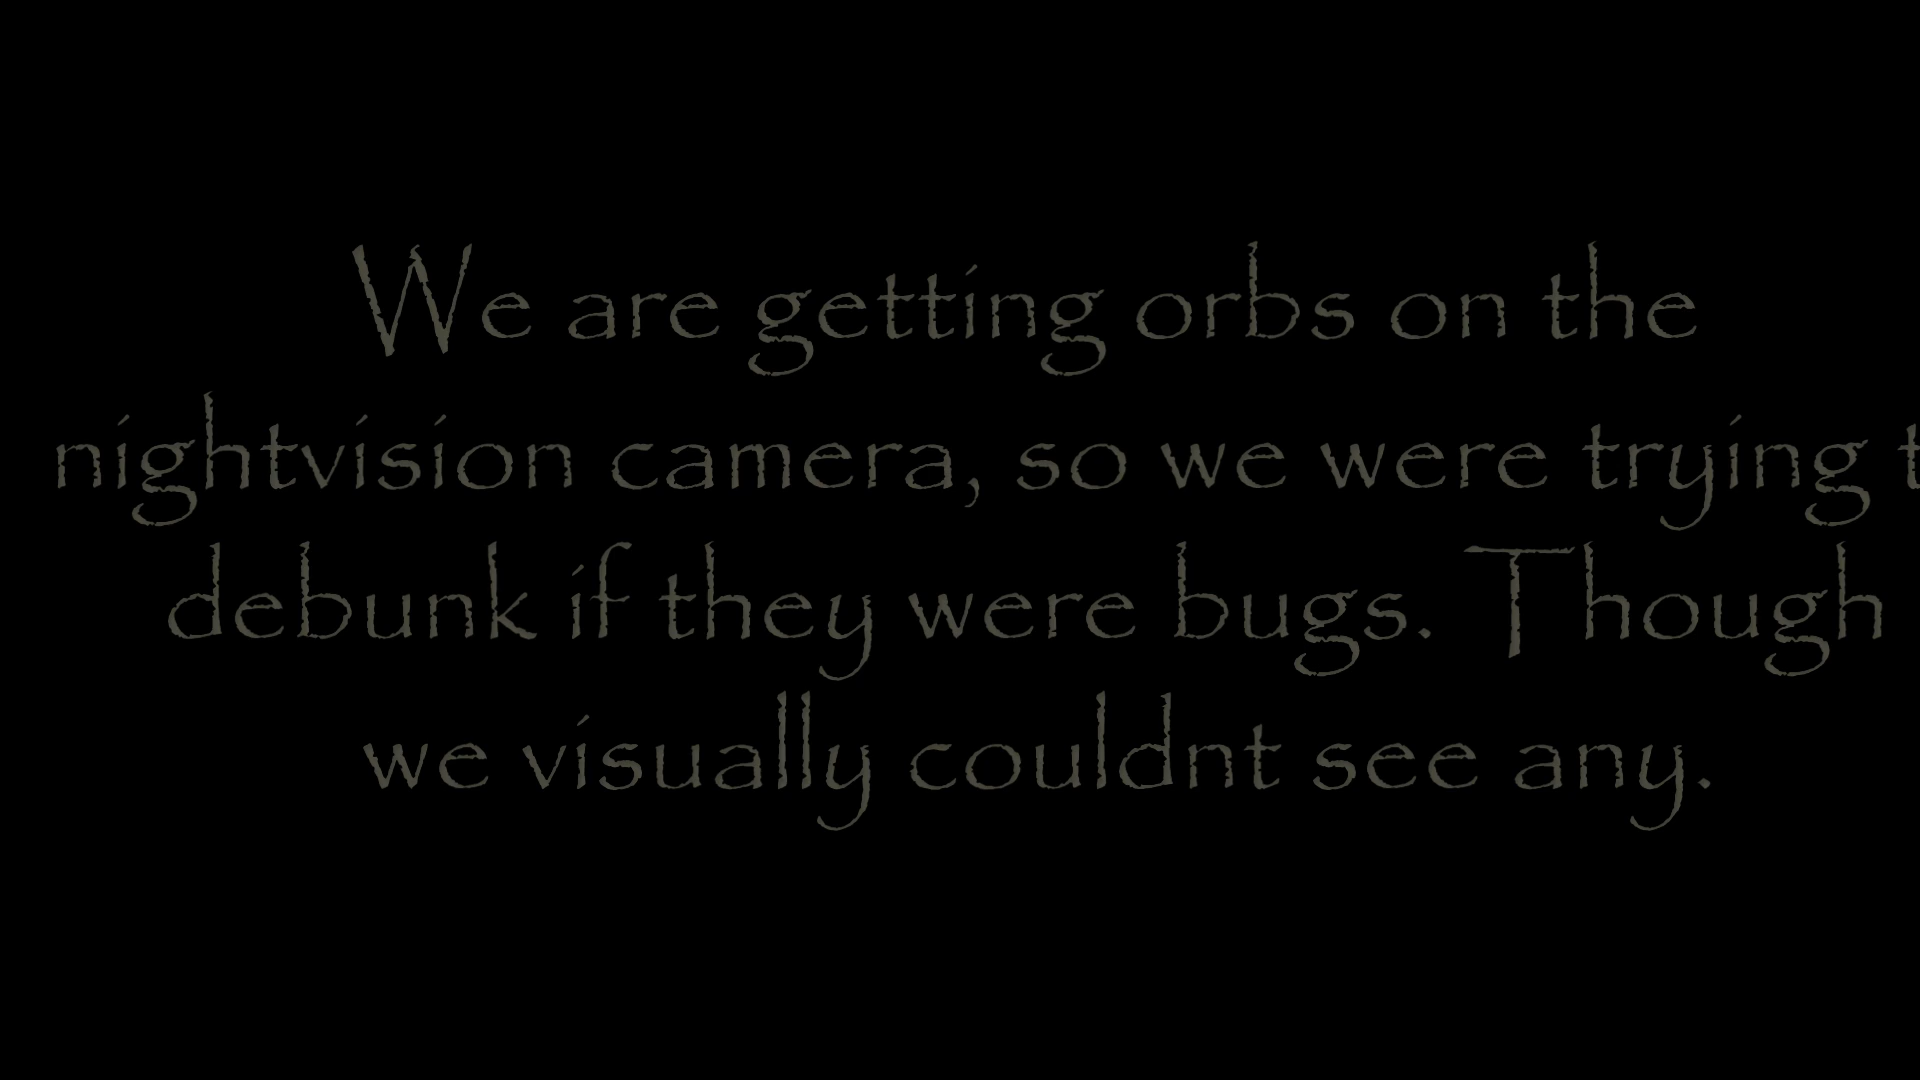 We are getting orbs on the
nightvision camera, so we were trying t
debunk if they were bugs. Though
we visually couldnt see any.